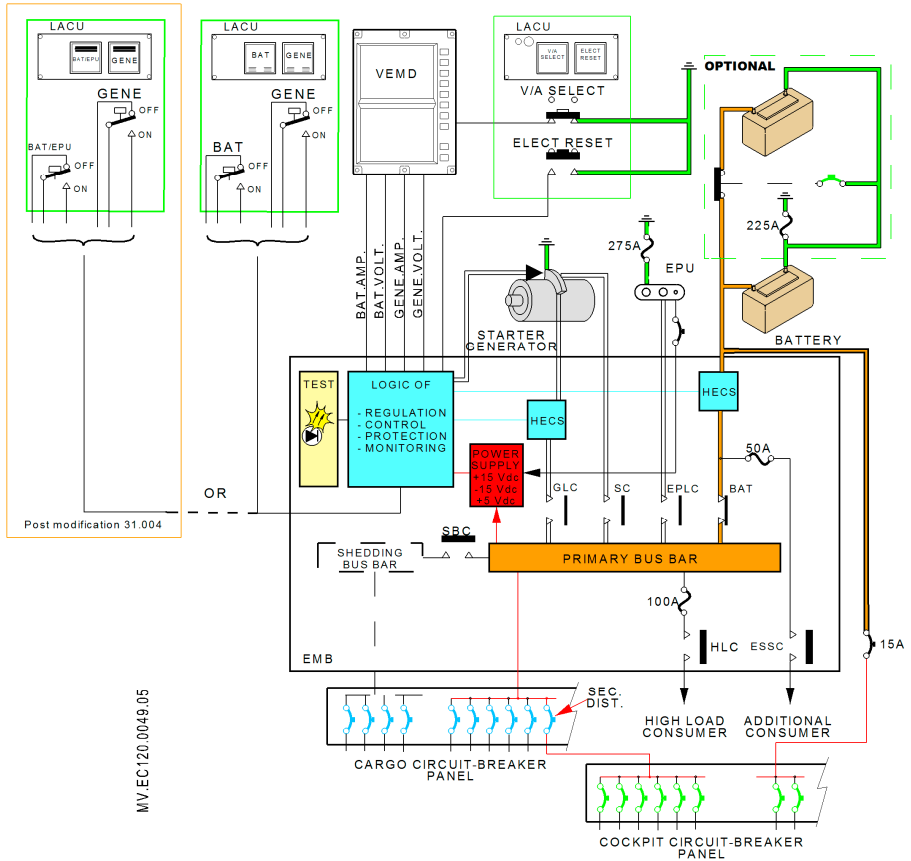 LACU
BAT/EPU
GENE
GENE
OFF
ON
BAT/EPU
OFF
ON
Post modification 31.004
LACU
BAT
GENE
GENE
OFF
ON
BAT
OFF
ON
OR
VEMD
LACU
V/A
SELECT
ELECT
RESET
V/A SELECT
ELECT RESET
OPTIONAL
225A
275A
EPU
BATTERY
BAT.AMP.
BAT.VOLT.
GENE.AMP.
GENE.VOLT.
STARTER
GENERATOR
TEST
LOGIC OF
- REGULATION
- CONTROL
- PROTECTION
- MONITORING
HECS
HECS
POWER
SUPPLY
+15 Vdc
-15 Vdc
+5 Vdc
50A
GLC
SC
EPLC
BAT
SBC
SHEDDING
BUS BAR
PRIMARY BUS BAR
100A
HLC
ESSC
15A
EMB
SEC.
DIST.
HIGH LOAD
CONSUMER
ADDITIONAL
CONSUMER
CARGO CIRCUIT-BREAKER
PANEL
COCKPIT CIRCUIT-BREAKER
PANEL
MV.EC120.0049.05